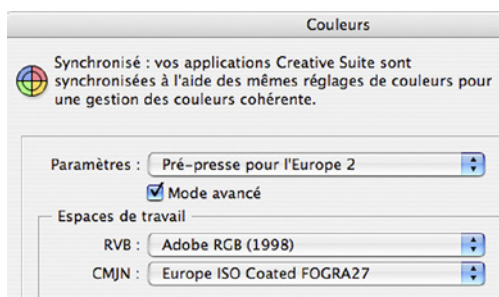 Couleurs
Synchronisé : vos applications Creative Suite sont
synchronisées à l'aide des mêmes réglages de couleurs pour
une gestion des couleurs cohérente.
Paramètres : Pré-presse pour l'Europe 2
Mode avancé
Espaces de travail
RVB : Adobe RGB (1998)
CMJN : Europe ISO Coated FOGRA27